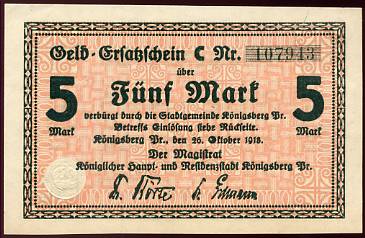 Geld-Ersatzschein C Nr. 107943
über
5 Fünf Mark 5
Mark verbürgt durch die Stadtgemeinde Königsberg Pr. Mark
Betreffs Einlösung siehe Rückseite.
Königsberg Pr., den 26. Oktober 1918.
Der Magistrat
Königlicher Haupt- und Residenzstadt Königsberg Pr.